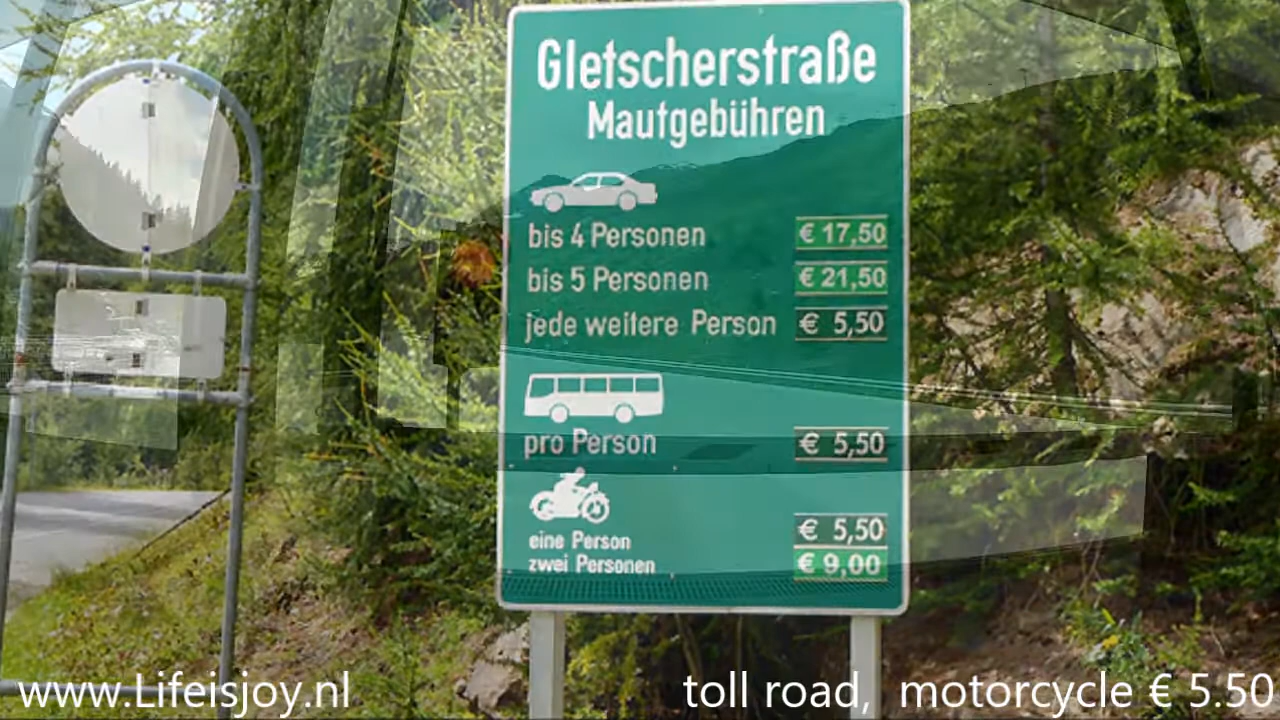 Gletscherstraße
Mautgebühren
bis 4 Personen € 17,50
bis 5 Personen € 21,50
jede weitere Person € 5,50
pro Person € 5,50
€ 5,50
eine Person
zwei Personen € 9,00
www.Lifeisjoy.nl toll road, motorcycle € 5.50